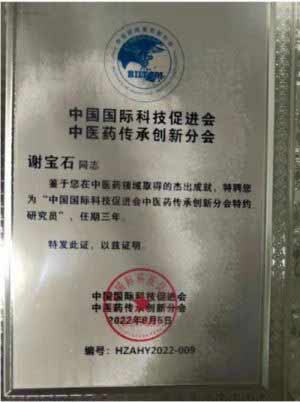 中国国际科技促进会
中医药传承创新分会
谢宝石 同志
鉴于您在中医药领域取得的杰出成就，特聘您
为“中国国际科技促进会中医药传承创新分会特约
研究员”，任期三年。
特发此证，以兹证明。
中国国际科技促进会
中医药传承创新分会
2022年8月5日
编号：HZAHY2022-009